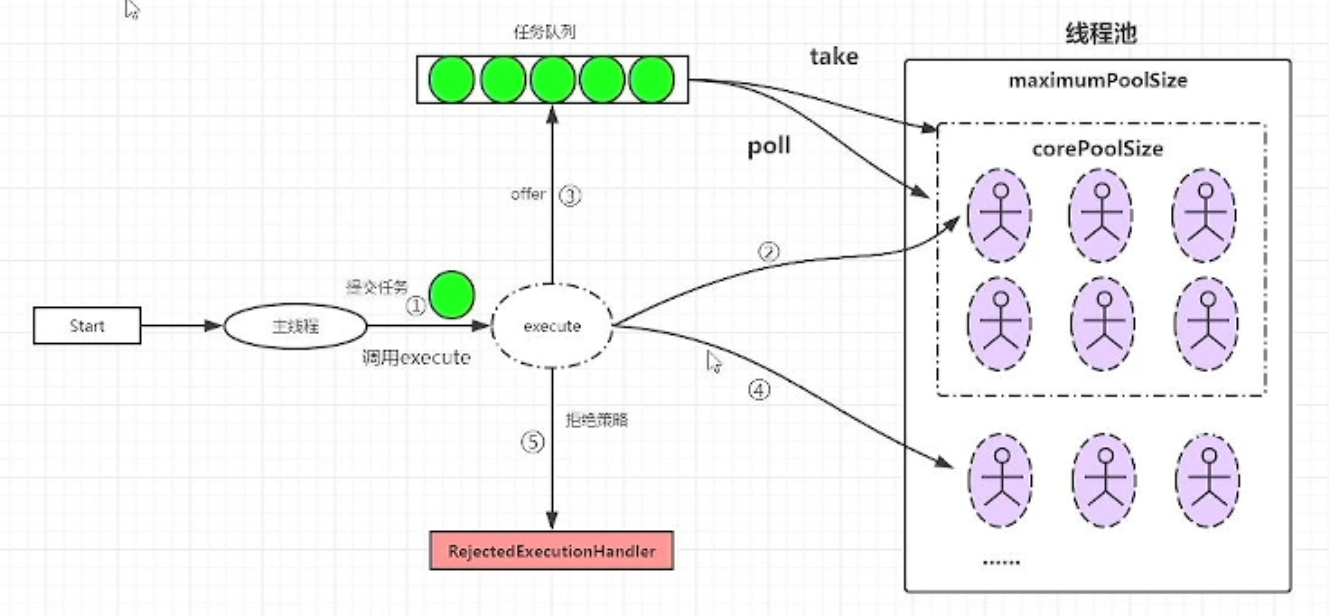 任务队列
take
线程池
maximumPoolSize
poll
corePoolSize
offer
③
②
提交任务
①
Start
主线程
execute
调用execute
④
⑤
拒绝策略
RejectedExecutionHandler
......